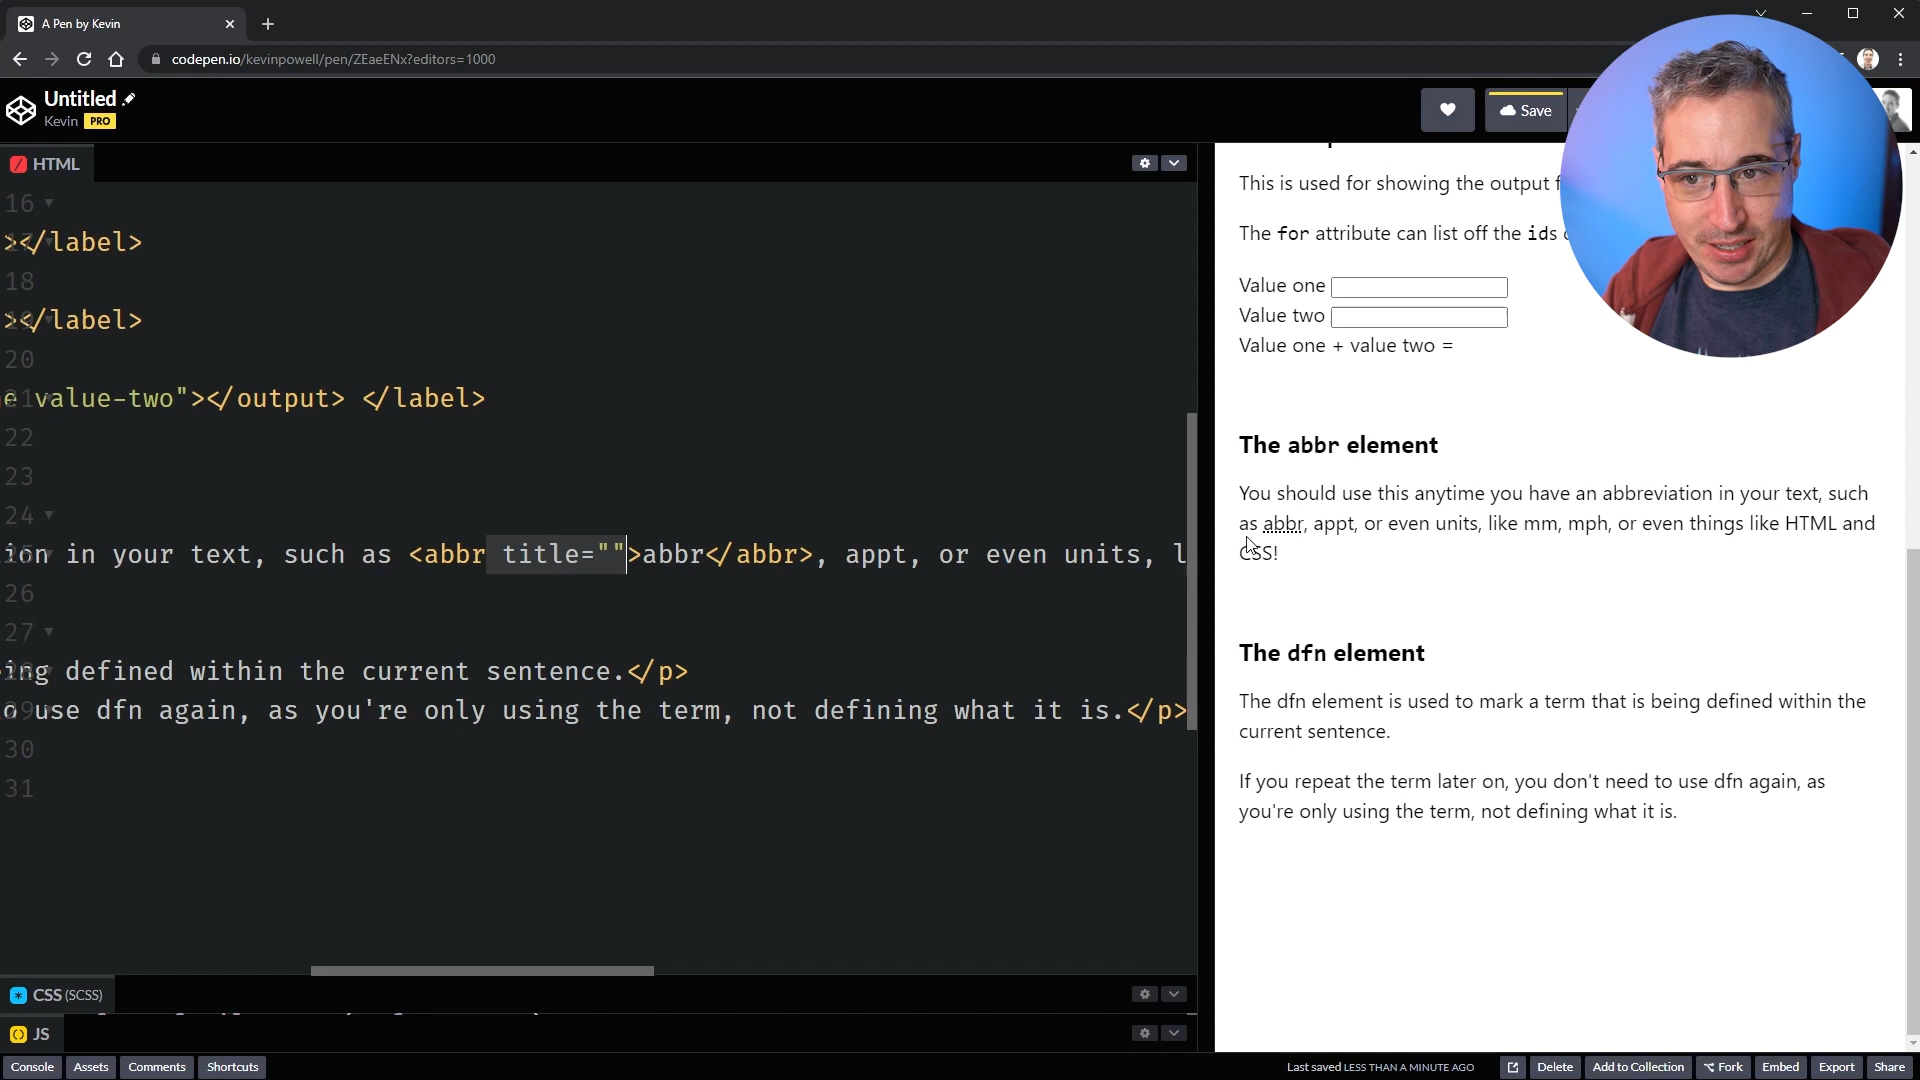 A Pen by Kevin
codepen.io/kevinpowell/pen/ZEaeENx?editors=1000
Untitled
Kevin PRO
Save
HTML
16
17 ></label>
18
19 ></label>
20
21 value-two"></output> </label>
22
23
24
25 in your text, such as <abbr title="">abbr</abbr>, appt, or even units, l
26
27
28 defined within the current sentence.</p>
29 use dfn again, as you're only using the term, not defining what it is.</p>
30
31
CSS (SCSS)
JS
This is used for showing the output
The for attribute can list off the ids
Value one
Value two
Value one + value two =
The abbr element
You should use this anytime you have an abbreviation in your text, such
as abbr, appt, or even units, like mm, mph, or even things like HTML and
CSS!
The dfn element
The dfn element is used to mark a term that is being defined within the
current sentence.
If you repeat the term later on, you don't need to use dfn again, as
you're only using the term, not defining what it is.
Console Assets Comments Shortcuts
Last saved LESS THAN A MINUTE AGO Delete Add to Collection Fork Embed Export Share